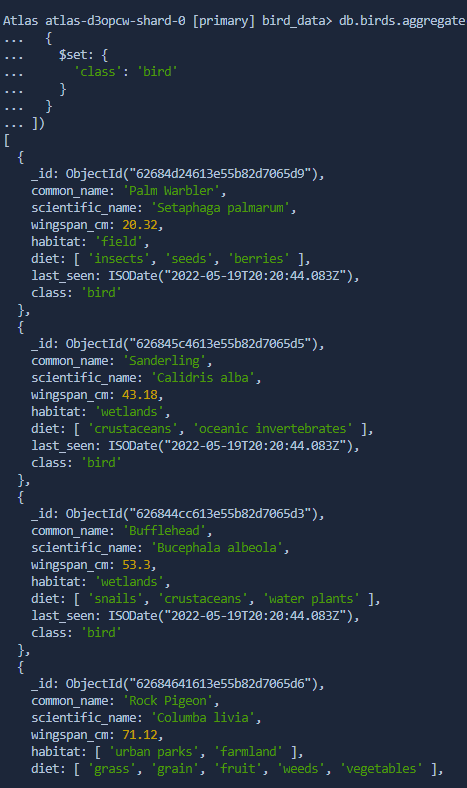 Atlas atlas-d3opcw-shard-0 [primary] bird_data> db.birds.aggregate
... {
... $set: {
... 'class': 'bird'
... }
... }
... ])
[
{
_id: ObjectId("62684d24613e55b82d7065d9"),
common_name: 'Palm Warbler',
scientific_name: 'Setaphaga palmarum',
wingspan_cm: 20.32,
habitat: 'field',
diet: [ 'insects', 'seeds', 'berries' ],
last_seen: ISODate("2022-05-19T20:20:44.083Z"),
class: 'bird'
},
{
_id: ObjectId("626845c4613e55b82d7065d5"),
common_name: 'Sanderling',
scientific_name: 'Calidris alba',
wingspan_cm: 43.18,
habitat: 'wetlands',
diet: [ 'crustaceans', 'oceanic invertebrates' ],
last_seen: ISODate("2022-05-19T20:20:44.083Z"),
class: 'bird'
},
{
_id: ObjectId("626844cc613e55b82d7065d3"),
common_name: 'Bufflehead',
scientific_name: 'Bucephala albeola',
wingspan_cm: 53.3,
habitat: 'wetlands',
diet: [ 'snails', 'crustaceans', 'water plants' ],
last_seen: ISODate("2022-05-19T20:20:44.083Z"),
class: 'bird'
},
{
_id: ObjectId("62684641613e55b82d7065d6"),
common_name: 'Rock Pigeon',
scientific_name: 'Columba livia',
wingspan_cm: 71.12,
habitat: [ 'urban parks', 'farmland' ],
diet: [ 'grass', 'grain', 'fruit', 'weeds', 'vegetables' ],